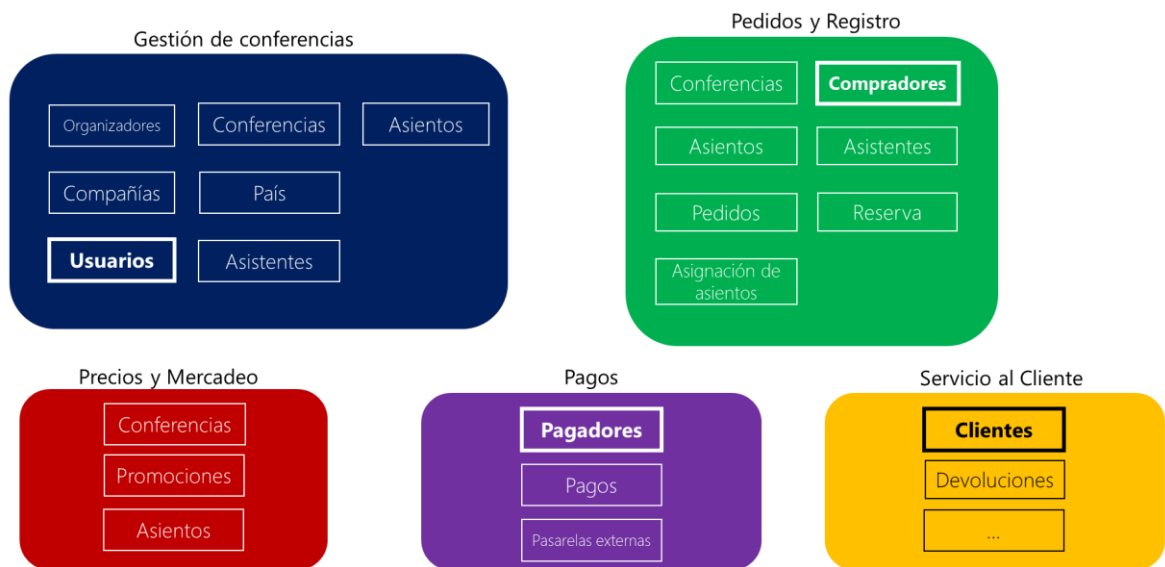 Gestión de conferencias
Organizadores
Conferencias
Asientos
Compañías
País
Usuarios
Asistentes
Pedidos y Registro
Conferencias
Compradores
Asientos
Asistentes
Pedidos
Reserva
Asignación de
asientos
Precios y Mercadeo
Conferencias
Promociones
Asientos
Pagos
Pagadores
Pagos
Pasarelas externas
Servicio al Cliente
Clientes
Devoluciones
...